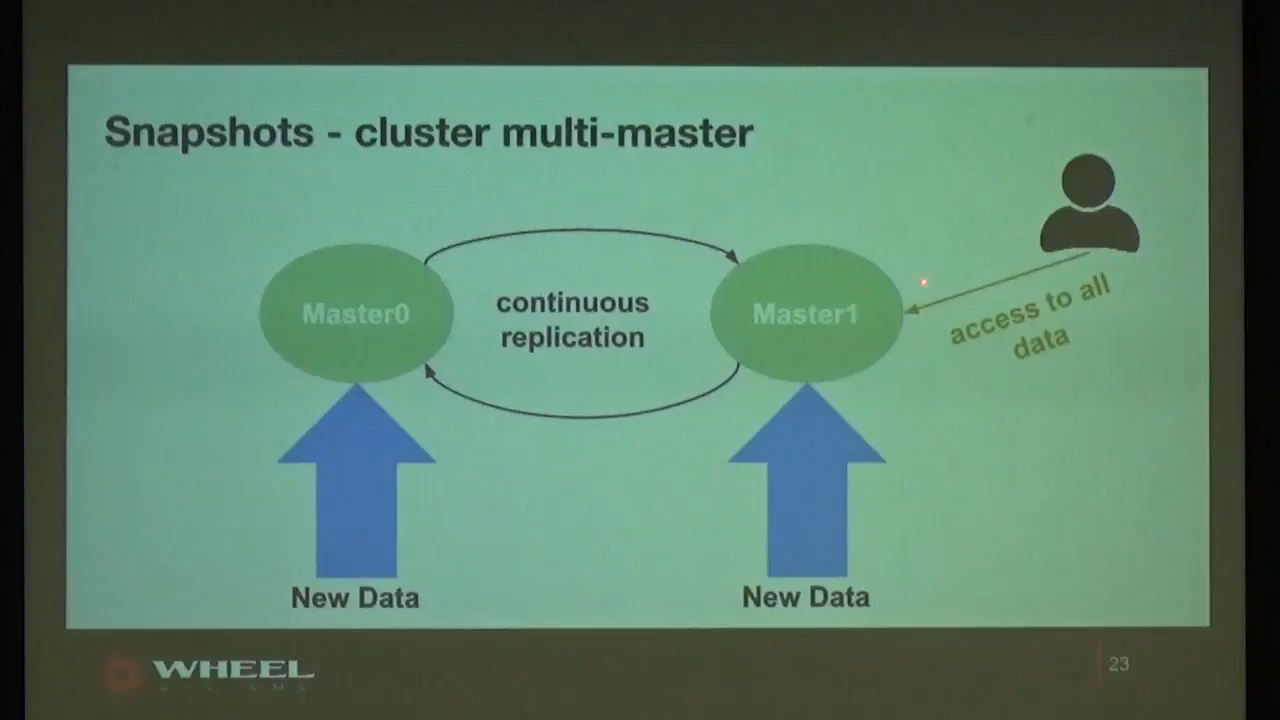 Snapshots - cluster multi-master
Master0
continuous
replication
Master1
access to all
data
New Data
New Data
WHEEL
23